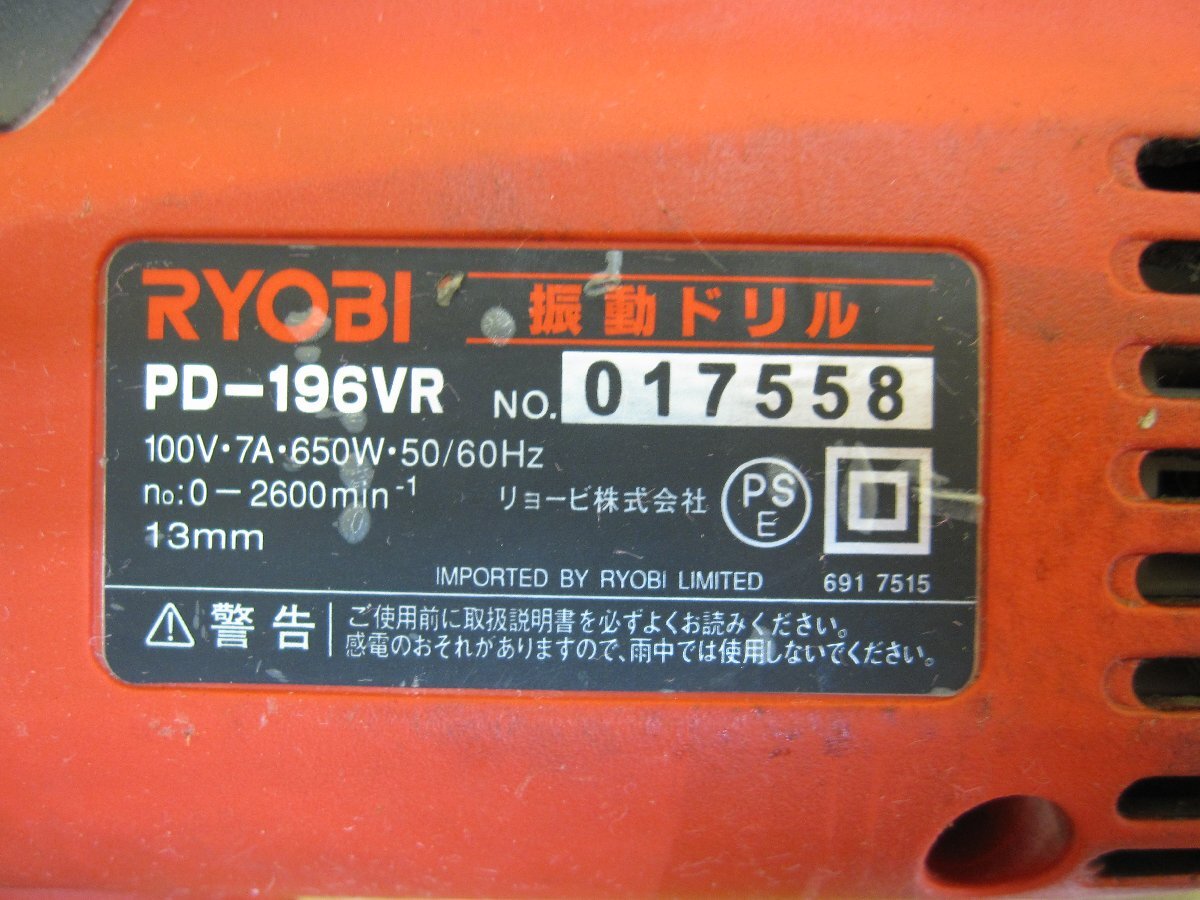 RYOBI 振動ドリル
PD-196VR NO. 017558
100V・7A・650W・50/60Hz
no:0-2600min-1 リョービ株式会社 PS E
13mm
IMPORTED BY RYOBI LIMITED 691 7515
警告 ご使用前に取扱説明書を必ずよくお読みください。
感電のおそれがありますので、雨中では使用しないでください。